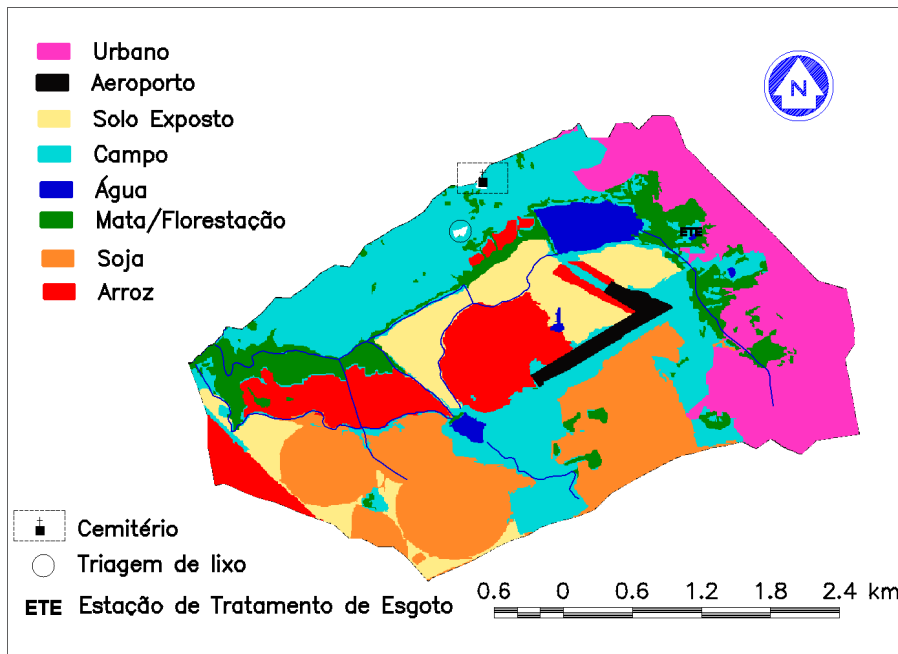 Urbano
Aeroporto
Solo Exposto
Campo
Água
Mata/Florestação
Soja
Arroz
N
ETE
Cemitério
Triagem de lixo
ETE Estação de Tratamento de Esgoto
0.6 0 0.6 1.2 1.8 2.4 km